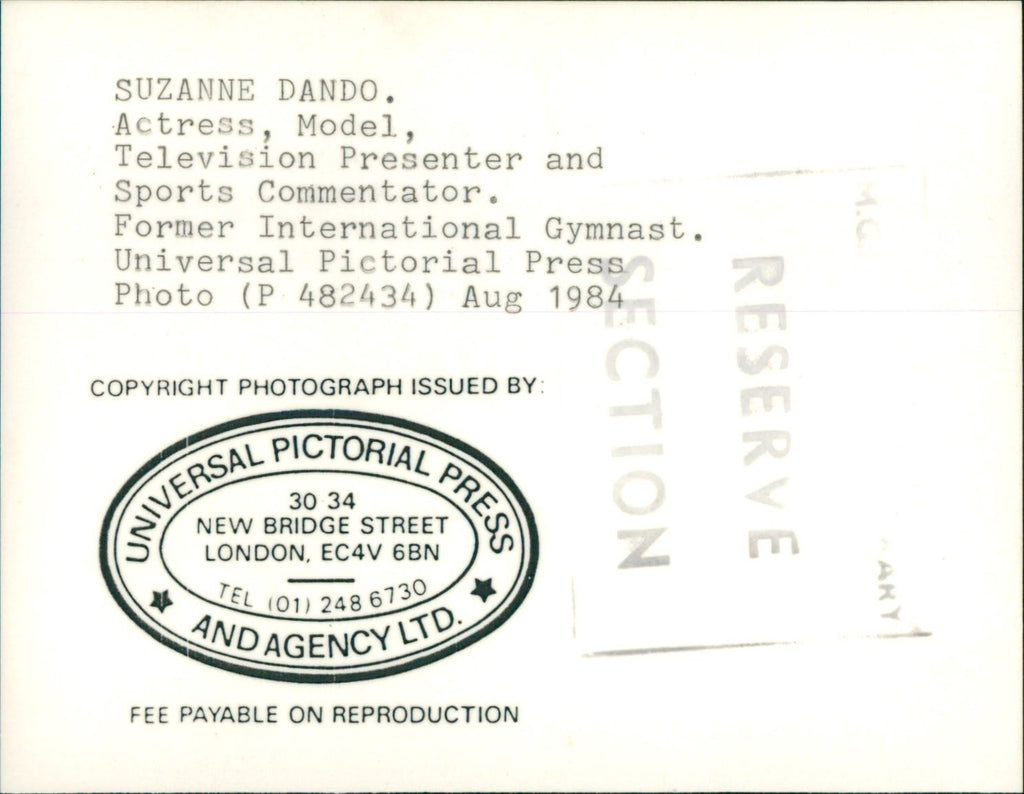 SUZANNE DANDO.
Actress, Model,
Television Presenter and
Sports Commentator.
Former International Gymnast.
Universal Pictorial Press
Photo (P 482434) Aug 1984
COPYRIGHT PHOTOGRAPH ISSUED BY:
UNIVERSAL PICTORIAL PRESS
30 34
NEW BRIDGE STREET
LONDON, EC4V 6BN
TEL (01) 248 6730
AND AGENCY LTD.
FEE PAYABLE ON REPRODUCTION
RESERVE
SECTION